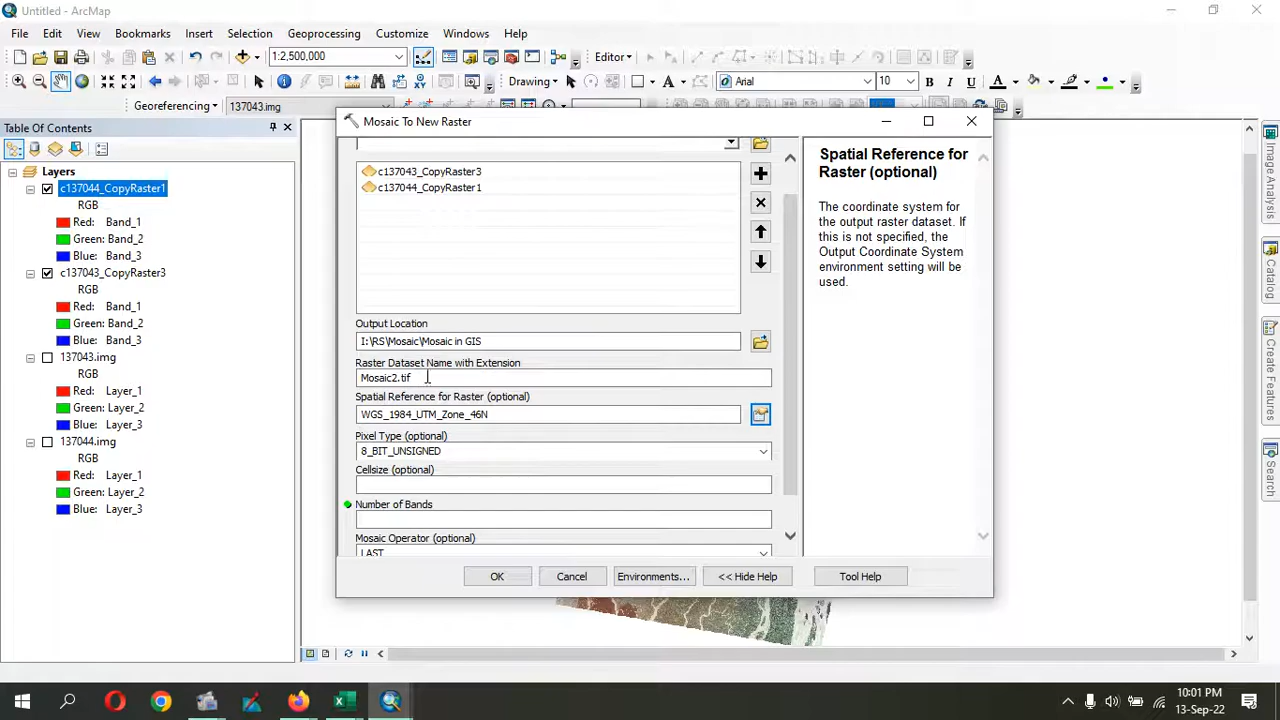 Untitled - ArcMap
File Edit View Bookmarks Insert Selection Geoprocessing Customize Windows Help
1:2,500,000 Editor
Drawing Arial 10 B I U A
Georeferencing 137043.img
Table Of Contents
Layers
c137044_CopyRaster1
RGB
Red: Band_1
Green: Band_2
Blue: Band_3
c137043_CopyRaster3
RGB
Red: Band_1
Green: Band_2
Blue: Band_3
137043.img
RGB
Red: Layer_1
Green: Layer_2
Blue: Layer_3
137044.img
RGB
Red: Layer_1
Green: Layer_2
Blue: Layer_3
Mosaic To New Raster
c137043_CopyRaster3
c137044_CopyRaster1
Output Location
I:\RS\Mosaic\Mosaic in GIS
Raster Dataset Name with Extension
Mosaic2.tif
Spatial Reference for Raster (optional)
WGS_1984_UTM_Zone_46N
Pixel Type (optional)
8_BIT_UNSIGNED
Cellsize (optional)
Number of Bands
Mosaic Operator (optional)
LAST
OK Cancel Environments... << Hide Help Tool Help
Spatial Reference for
Raster (optional)
The coordinate system for
the output raster dataset. If
this is not specified, the
Output Coordinate System
environment setting will be
used.
Image Analysis
Catalog
Create Features
Search
10:01 PM
13-Sep-22